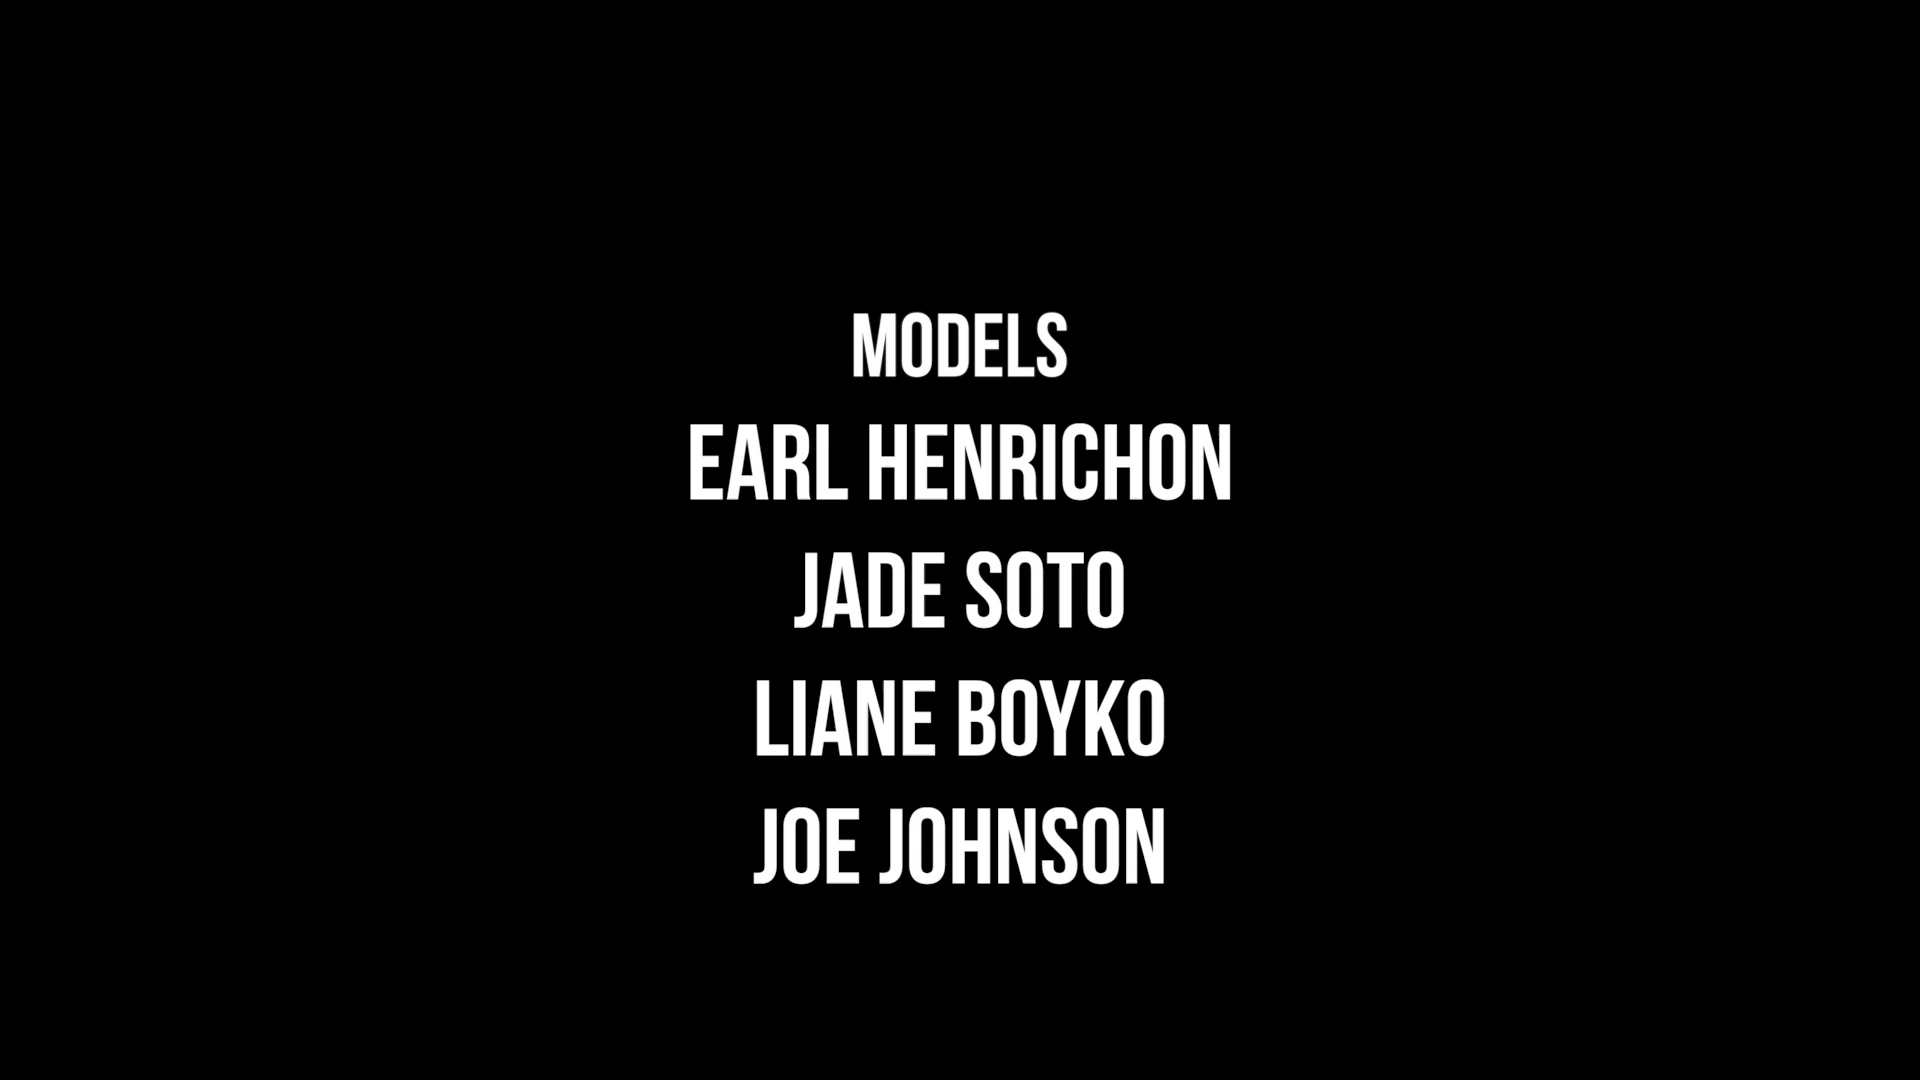 MODELS
EARL HENRICHON
JADE SOTO
LIANE BOYKO
JOE JOHNSON